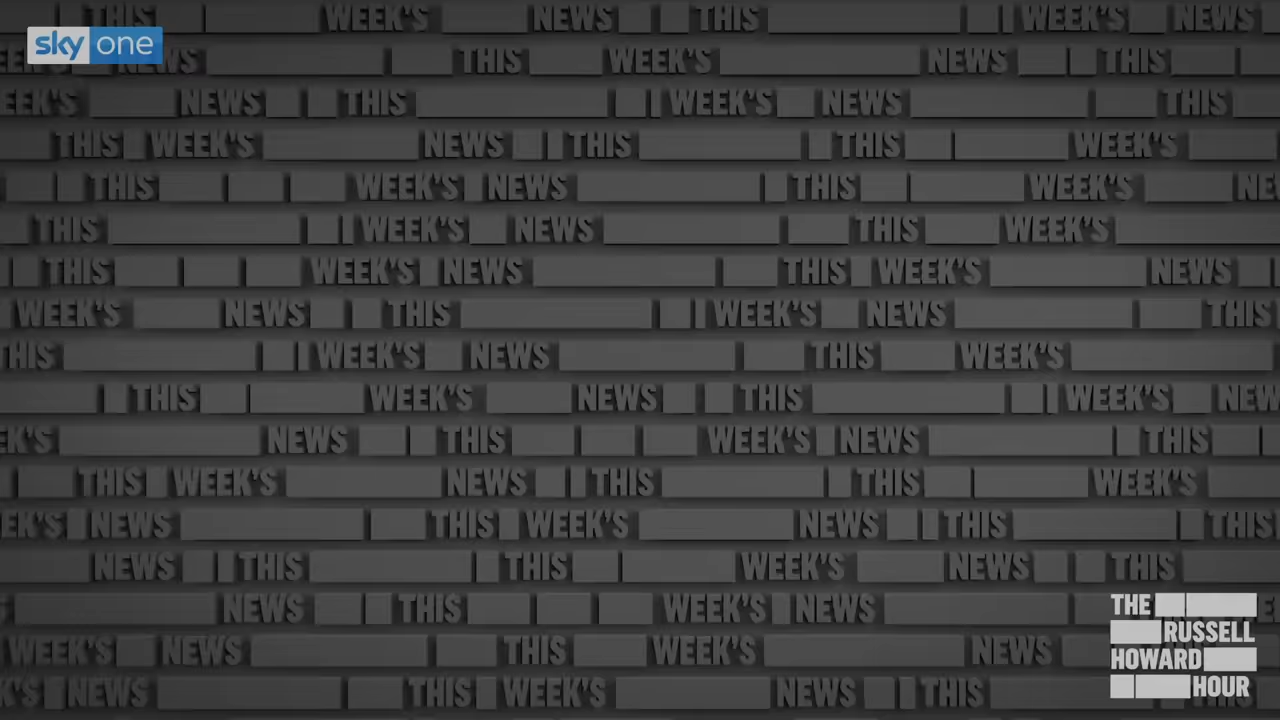 THIS WEEK'S NEWS THIS WEEK'S NEWS
sky one
WEEK'S NEWS THIS WEEK'S NEWS THIS
WEEK'S NEWS THIS WEEK'S NEWS THIS
THIS WEEK'S NEWS THIS THIS WEEK'S
THIS WEEK'S NEWS THIS WEEK'S NE
THIS WEEK'S NEWS THIS WEEK'S
THIS WEEK'S NEWS THIS WEEK'S NEWS
WEEK'S NEWS THIS WEEK'S NEWS THIS
THIS WEEK'S NEWS THIS WEEK'S
THIS WEEK'S NEWS THIS WEEK'S NEW
EK'S NEWS THIS WEEK'S NEWS THIS
THIS WEEK'S NEWS THIS THIS WEEK'S
EK'S NEWS THIS WEEK'S NEWS THIS THIS
NEWS THIS THIS WEEK'S NEWS THIS
NEWS THIS WEEK'S NEWS
WEEK'S NEWS THIS WEEK'S NEWS
K'S NEWS THIS WEEK'S NEWS THIS
THE
RUSSELL
HOWARD
HOUR